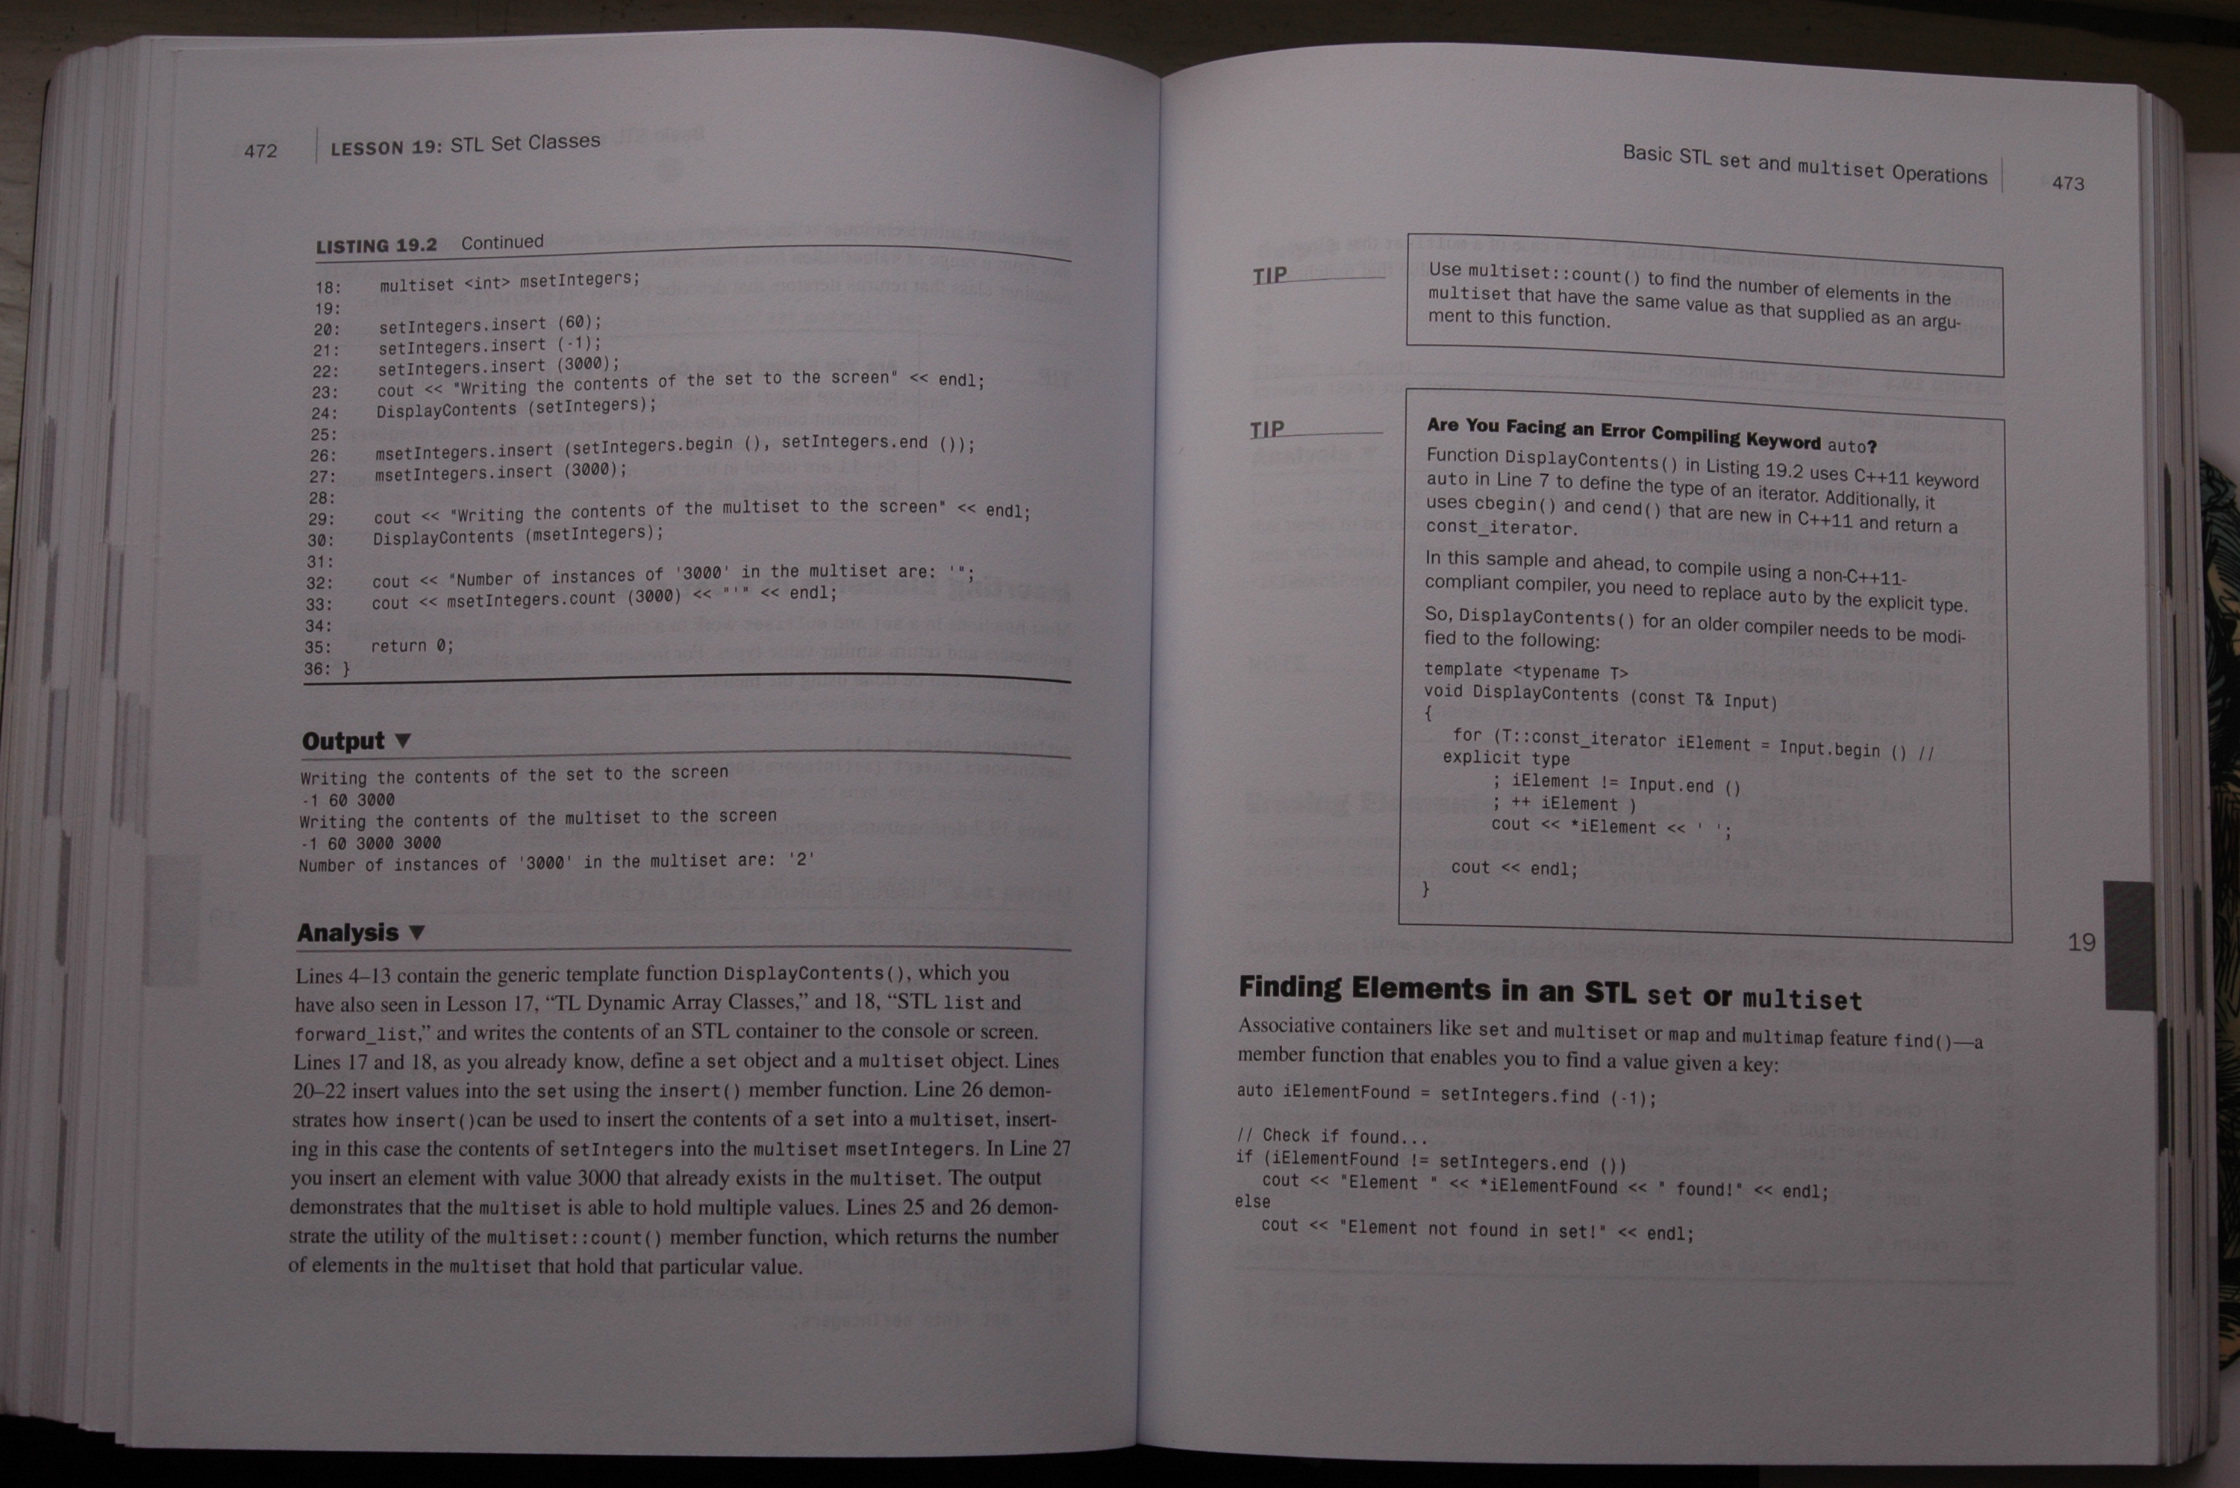 472 LESSON 19: STL Set Classes
LISTING 19.2 Continued
18: multiset <int> msetIntegers;
19:
20: setIntegers.insert (60);
21: setIntegers.insert (-1);
22: setIntegers.insert (3000);
23: cout << "Writing the contents of the set to the screen" << endl;
24: DisplayContents (setIntegers);
25:
26: msetIntegers.insert (setIntegers.begin (), setIntegers.end ());
27: msetIntegers.insert (3000);
28:
29: cout << "Writing the contents of the multiset to the screen" << endl;
30: DisplayContents (msetIntegers);
31:
32: cout << "Number of instances of '3000' in the multiset are: '";
33: cout << msetIntegers.count (3000) << "'" << endl;
34:
35: return 0;
36: }
Output ▼
Writing the contents of the set to the screen
-1 60 3000
Writing the contents of the multiset to the screen
-1 60 3000 3000
Number of instances of '3000' in the multiset are: '2'
Analysis ▼
Lines 4–13 contain the generic template function DisplayContents(), which you
have also seen in Lesson 17, “TL Dynamic Array Classes,” and 18, “STL list and
forward_list,” and writes the contents of an STL container to the console or screen.
Lines 17 and 18, as you already know, define a set object and a multiset object. Lines
20–22 insert values into the set using the insert() member function. Line 26 demon-
strates how insert()can be used to insert the contents of a set into a multiset, insert-
ing in this case the contents of setIntegers into the multiset msetIntegers. In Line 27
you insert an element with value 3000 that already exists in the multiset. The output
demonstrates that the multiset is able to hold multiple values. Lines 25 and 26 demon-
strate the utility of the multiset::count() member function, which returns the number
of elements in the multiset that hold that particular value.
Basic STL set and multiset Operations 473
TIP
Use multiset::count() to find the number of elements in the
multiset that have the same value as that supplied as an argu-
ment to this function.
TIP
Are You Facing an Error Compiling Keyword auto?
Function DisplayContents() in Listing 19.2 uses C++11 keyword
auto in Line 7 to define the type of an iterator. Additionally, it
uses cbegin() and cend() that are new in C++11 and return a
const_iterator.
In this sample and ahead, to compile using a non-C++11-
compliant compiler, you need to replace auto by the explicit type.
So, DisplayContents() for an older compiler needs to be modi-
fied to the following:
template <typename T>
void DisplayContents (const T& Input)
{
for (T::const_iterator iElement = Input.begin () //
explicit type
; iElement != Input.end ()
; ++ iElement )
cout << *iElement << ' ';
cout << endl;
}
19
Finding Elements in an STL set or multiset
Associative containers like set and multiset or map and multimap feature find()—a
member function that enables you to find a value given a key:
auto iElementFound = setIntegers.find (-1);
// Check if found...
if (iElementFound != setIntegers.end ())
cout << "Element " << *iElementFound << " found!" << endl;
else
cout << "Element not found in set!" << endl;